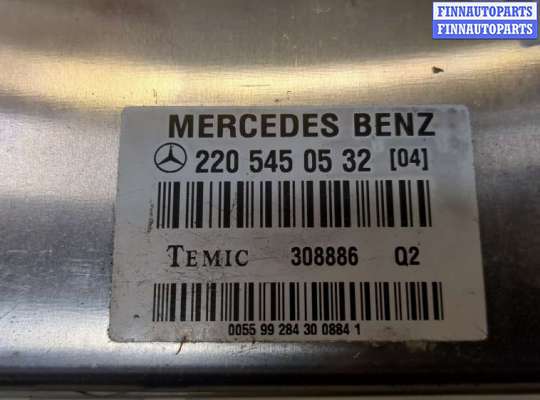 FINNAUTOPARTS
FINNAUTOPARTS
MERCEDES BENZ
220 545 05 32 [04]
TEMIC 308886 Q2
0055 99 284 30 0884 1